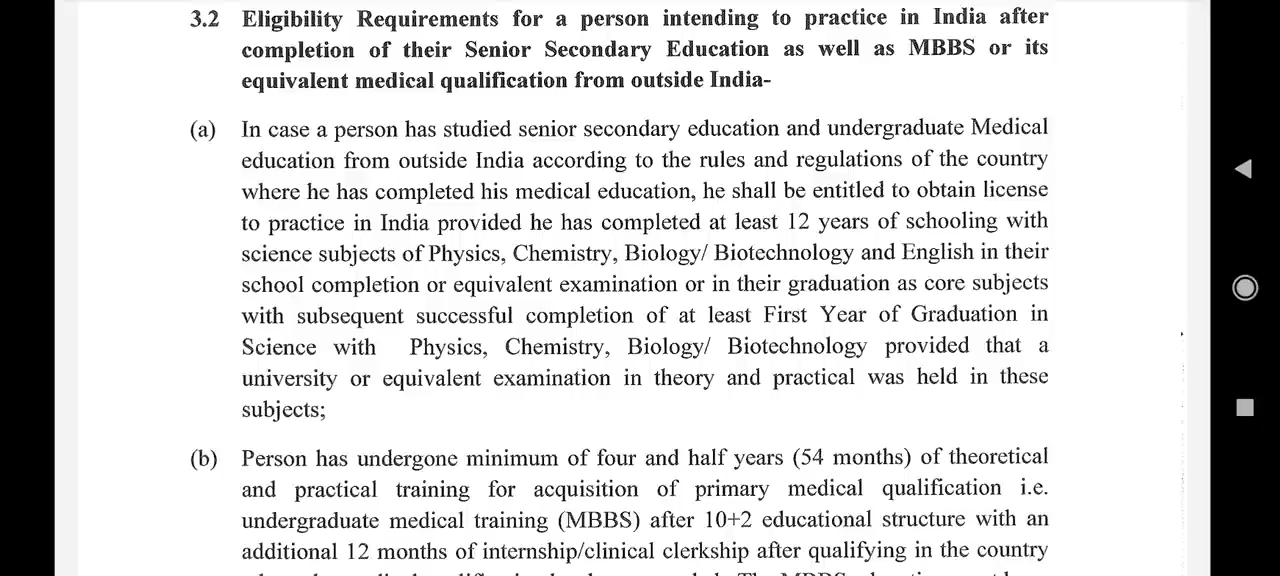 3.2 Eligibility Requirements for a person intending to practice in India after
completion of their Senior Secondary Education as well as MBBS or its
equivalent medical qualification from outside India-
(a) In case a person has studied senior secondary education and undergraduate Medical
education from outside India according to the rules and regulations of the country
where he has completed his medical education, he shall be entitled to obtain license
to practice in India provided he has completed at least 12 years of schooling with
science subjects of Physics, Chemistry, Biology/ Biotechnology and English in their
school completion or equivalent examination or in their graduation as core subjects
with subsequent successful completion of at least First Year of Graduation in
Science with Physics, Chemistry, Biology/ Biotechnology provided that a
university or equivalent examination in theory and practical was held in these
subjects;
(b) Person has undergone minimum of four and half years (54 months) of theoretical
and practical training for acquisition of primary medical qualification i.e.
undergraduate medical training (MBBS) after 10+2 educational structure with an
additional 12 months of internship/clinical clerkship after qualifying in the country